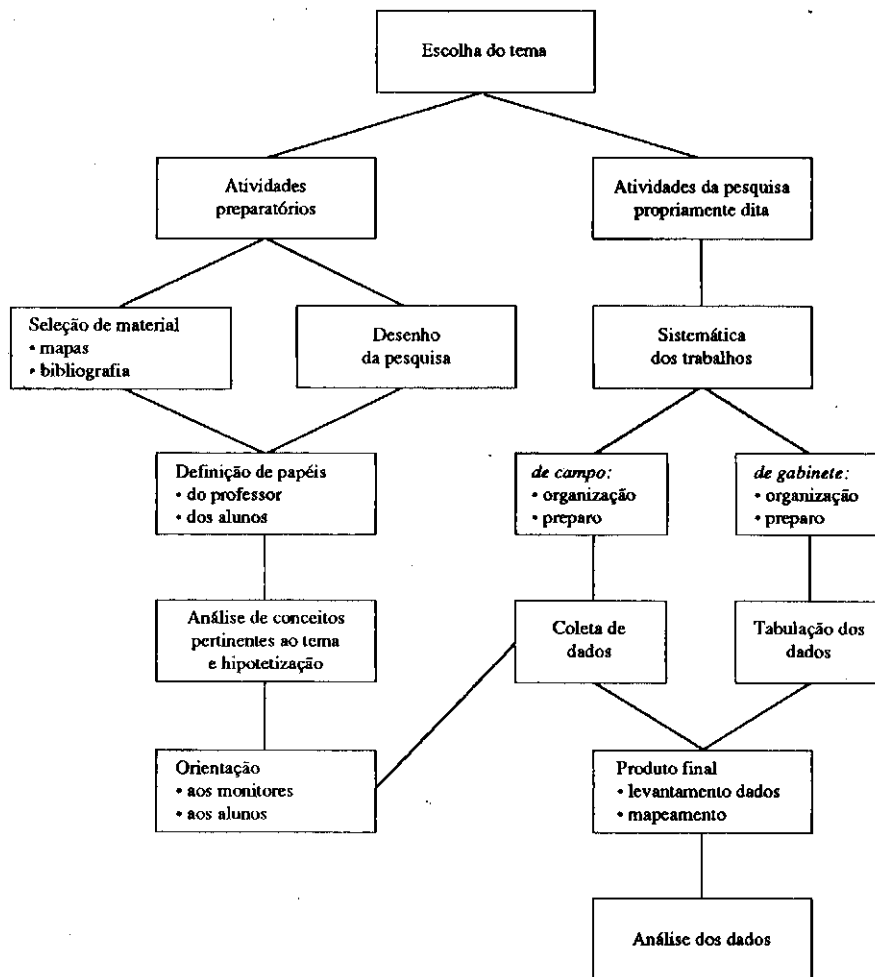 Escolha do tema
Atividades
preparatórios
Atividades da pesquisa
propriamente dita
Seleção de material
• mapas
• bibliografia
Desenho
da pesquisa
Sistemática
dos trabalhos
Definição de papéis
• do professor
• dos alunos
de campo:
• organização
• preparo
de gabinete:
• organização
• preparo
Análise de conceitos
pertinentes ao tema
e hipotetização
Coleta de
dados
Tabulação dos
dados
Orientação
• aos monitores
• aos alunos
Produto final
• levantamento dados
• mapeamento
Análise dos dados